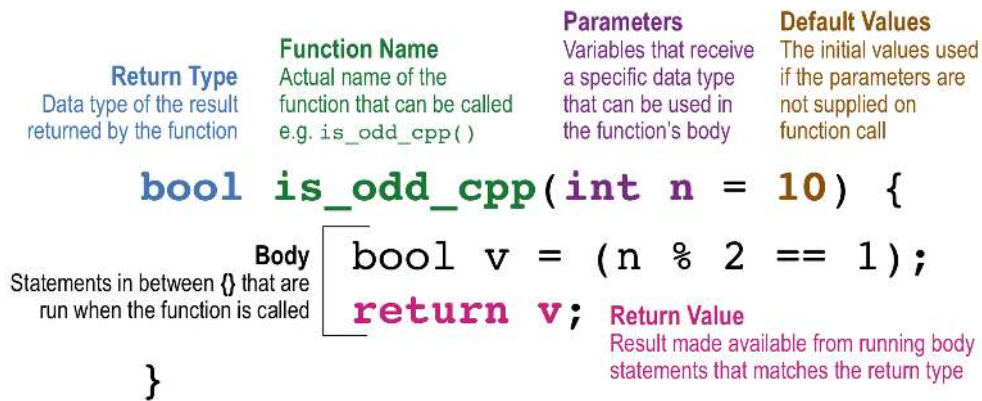 Return Type
Data type of the result
returned by the function
Function Name
Actual name of the
function that can be called
e.g. is_odd_cpp()
Parameters
Variables that receive
a specific data type
that can be used in
the function's body
Default Values
The initial values used
if the parameters are
not supplied on
function call
bool is_odd_cpp(int n = 10) {
Body
Statements in between {} that are
run when the function is called
bool v = (n % 2 == 1);
return v;
Return Value
Result made available from running body
statements that matches the return type
}